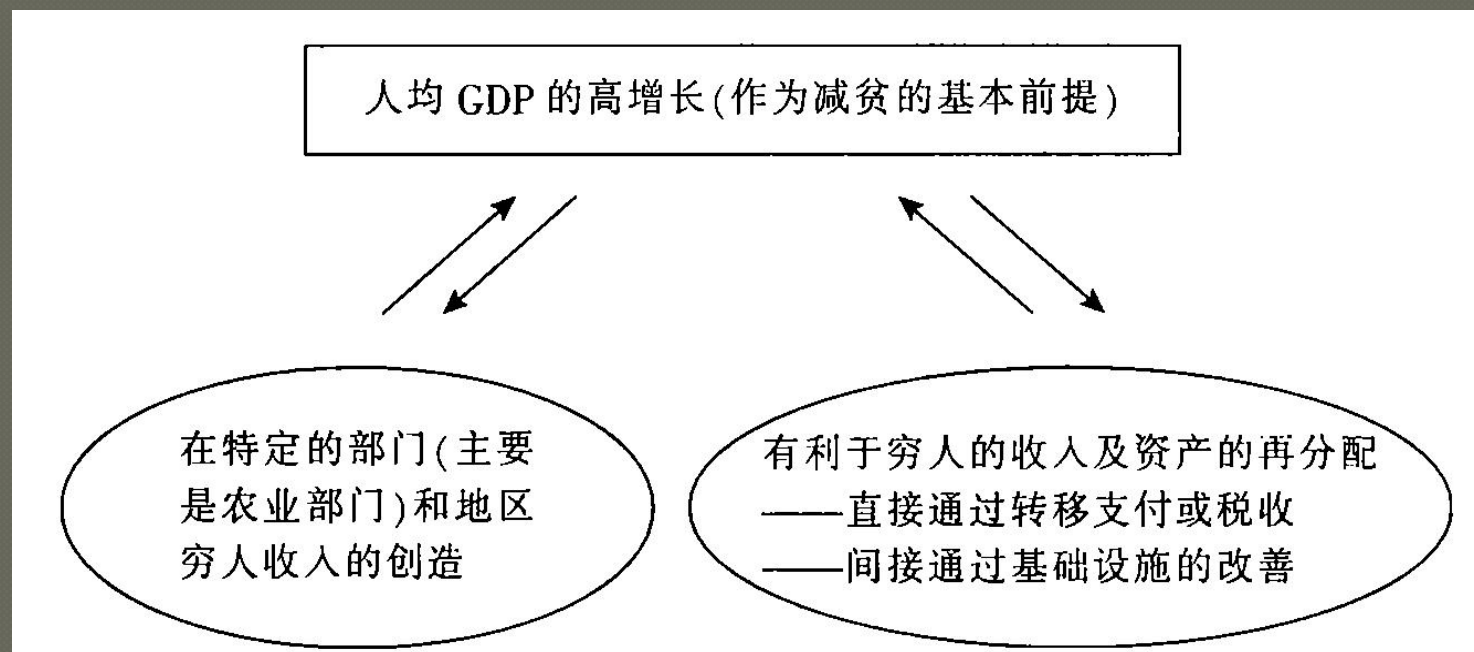 人均 GDP 的高增长(作为减贫的基本前提)
在特定的部门(主要
是农业部门)和地区
穷人收入的创造
有利于穷人的收入及资产的再分配
——直接通过转移支付或税收
——间接通过基础设施的改善